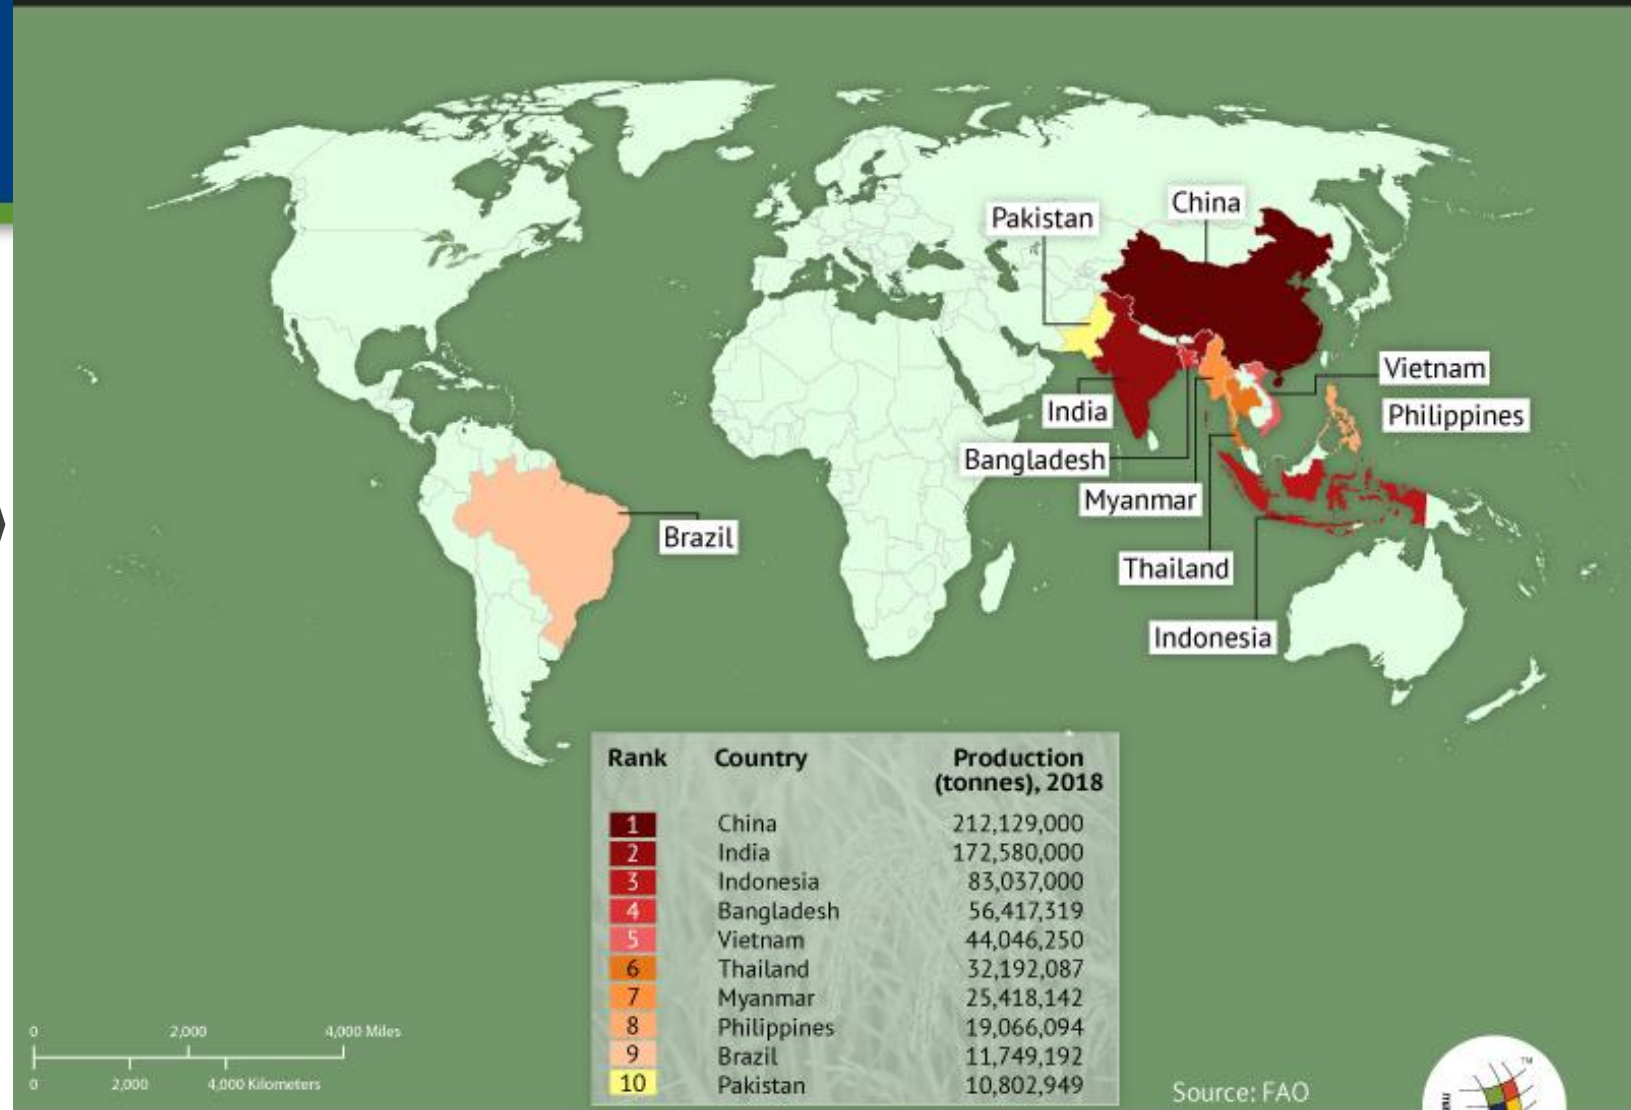 China
Pakistan
Vietnam
India
Philippines
Bangladesh
Myanmar
Brazil
Thailand
Indonesia
Rank Country Production
(tonnes), 2018
1 China 212,129,000
2 India 172,580,000
3 Indonesia 83,037,000
4 Bangladesh 56,417,319
5 Vietnam 44,046,250
6 Thailand 32,192,087
7 Myanmar 25,418,142
8 Philippines 19,066,094
9 Brazil 11,749,192
10 Pakistan 10,802,949
0 2,000 4,000 Miles
0 2,000 4,000 Kilometers
Source: FAO
TM